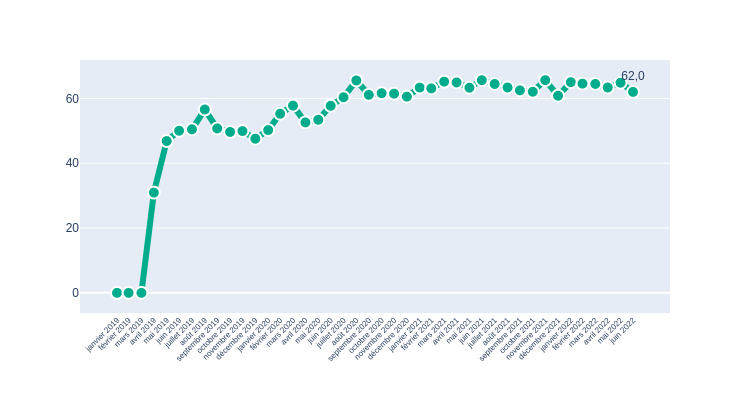 62,0
60
40
20
0
janvier 2019
février 2019
mars 2019
avril 2019
mai 2019
juin 2019
juillet 2019
août 2019
septembre 2019
octobre 2019
novembre 2019
décembre 2019
janvier 2020
février 2020
mars 2020
avril 2020
mai 2020
juin 2020
juillet 2020
août 2020
septembre 2020
octobre 2020
novembre 2020
décembre 2020
janvier 2021
février 2021
mars 2021
avril 2021
mai 2021
juin 2021
juillet 2021
août 2021
septembre 2021
octobre 2021
novembre 2021
décembre 2021
janvier 2022
février 2022
mars 2022
avril 2022
mai 2022
juin 2022